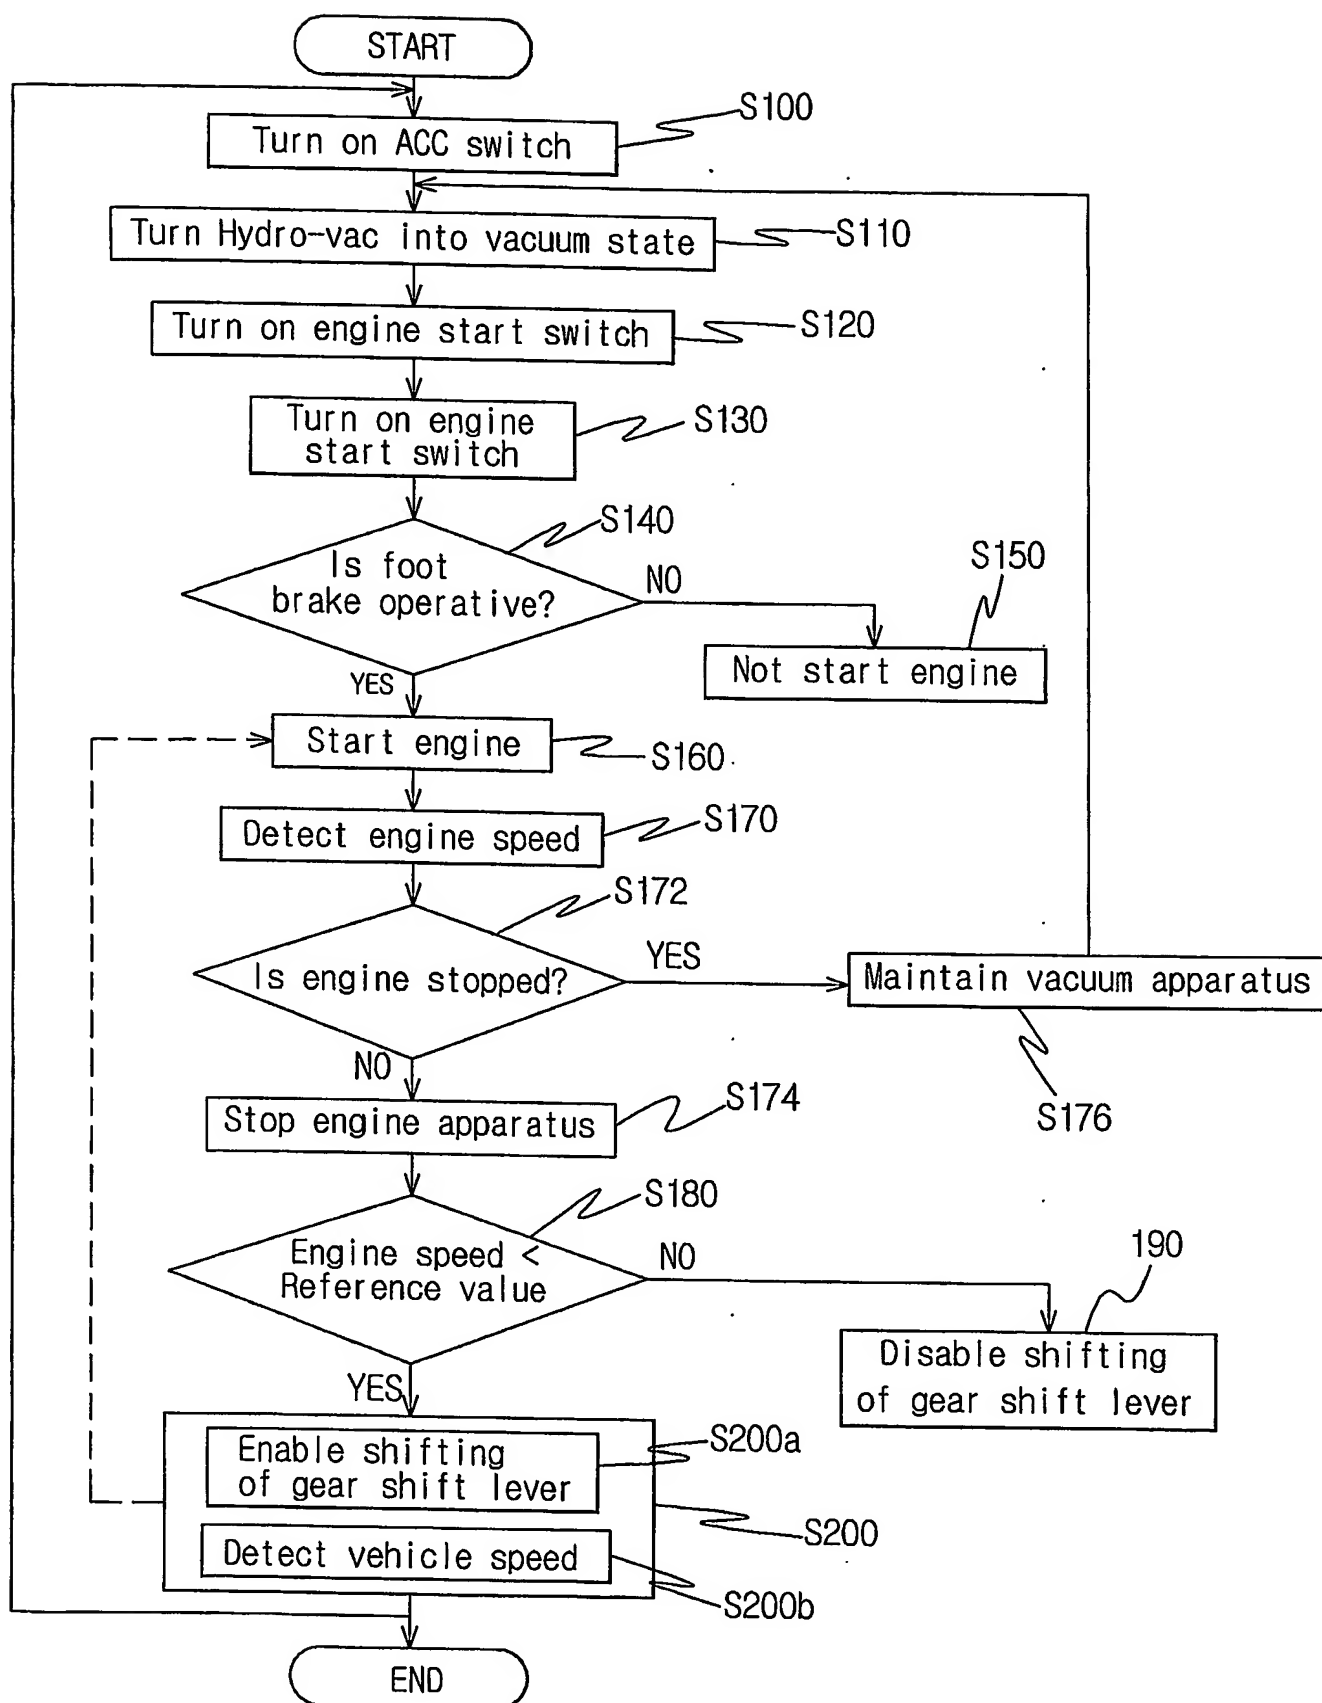 START
S100
Turn on ACC switch
Turn Hydro-vac into vacuum state
S110
Turn on engine start switch
S120
Turn on engine
start switch
S130
S140
Is foot
brake operative?
NO
S150
Not start engine
YES
Start engine
S160
Detect engine speed
S170
S172
Is engine stopped?
YES
Maintain vacuum apparatus
S176
NO
Stop engine apparatus
S174
S180
Engine speed <
Reference value
NO
190
Disable shifting
of gear shift lever
YES
Enable shifting
of gear shift lever
S200a
S200
Detect vehicle speed
S200b
END